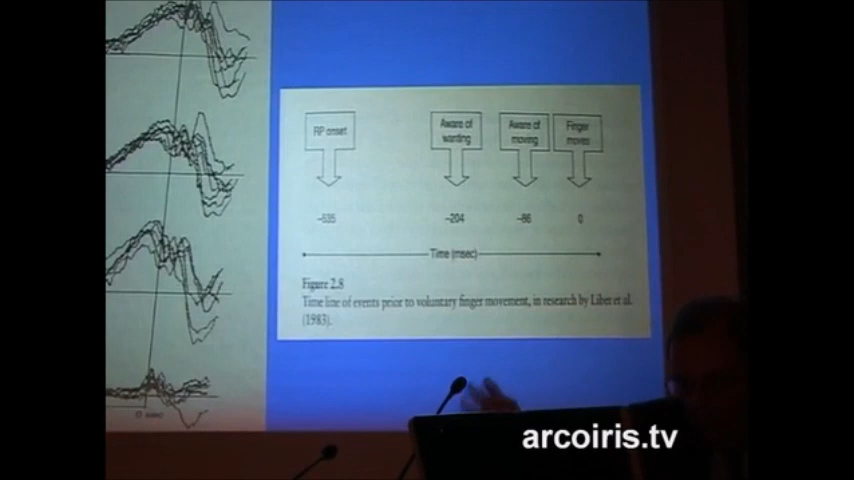 RP onset
Aware of
wanting
Aware of
moving
Finger
moves
-535
-204
-86
0
Time (msec)
Figure 2.8
Time line of events prior to voluntary finger movement, in research by Libet et al.
(1983).
arcoiris.tv